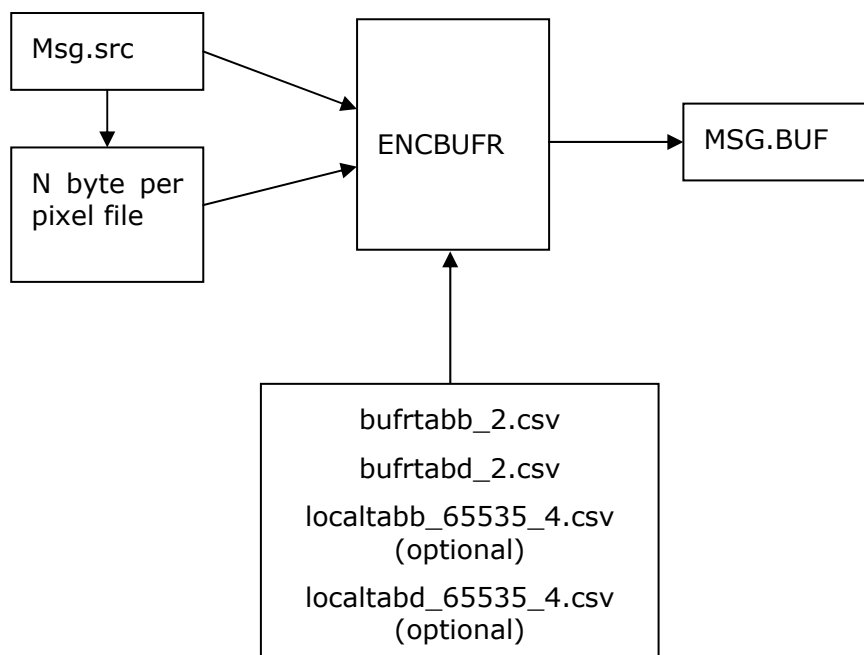 Msg.src
N byte per
pixel file
ENCBUFR
MSG.BUF
bufrtabb_2.csv
bufrtabd_2.csv
localtabb_65535_4.csv
(optional)
localtabd_65535_4.csv
(optional)